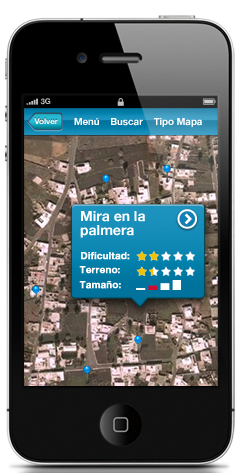 3G
Volver Menú Buscar Tipo Mapa
Mira en la
palmera
Dificultad:
Terreno:
Tamaño: